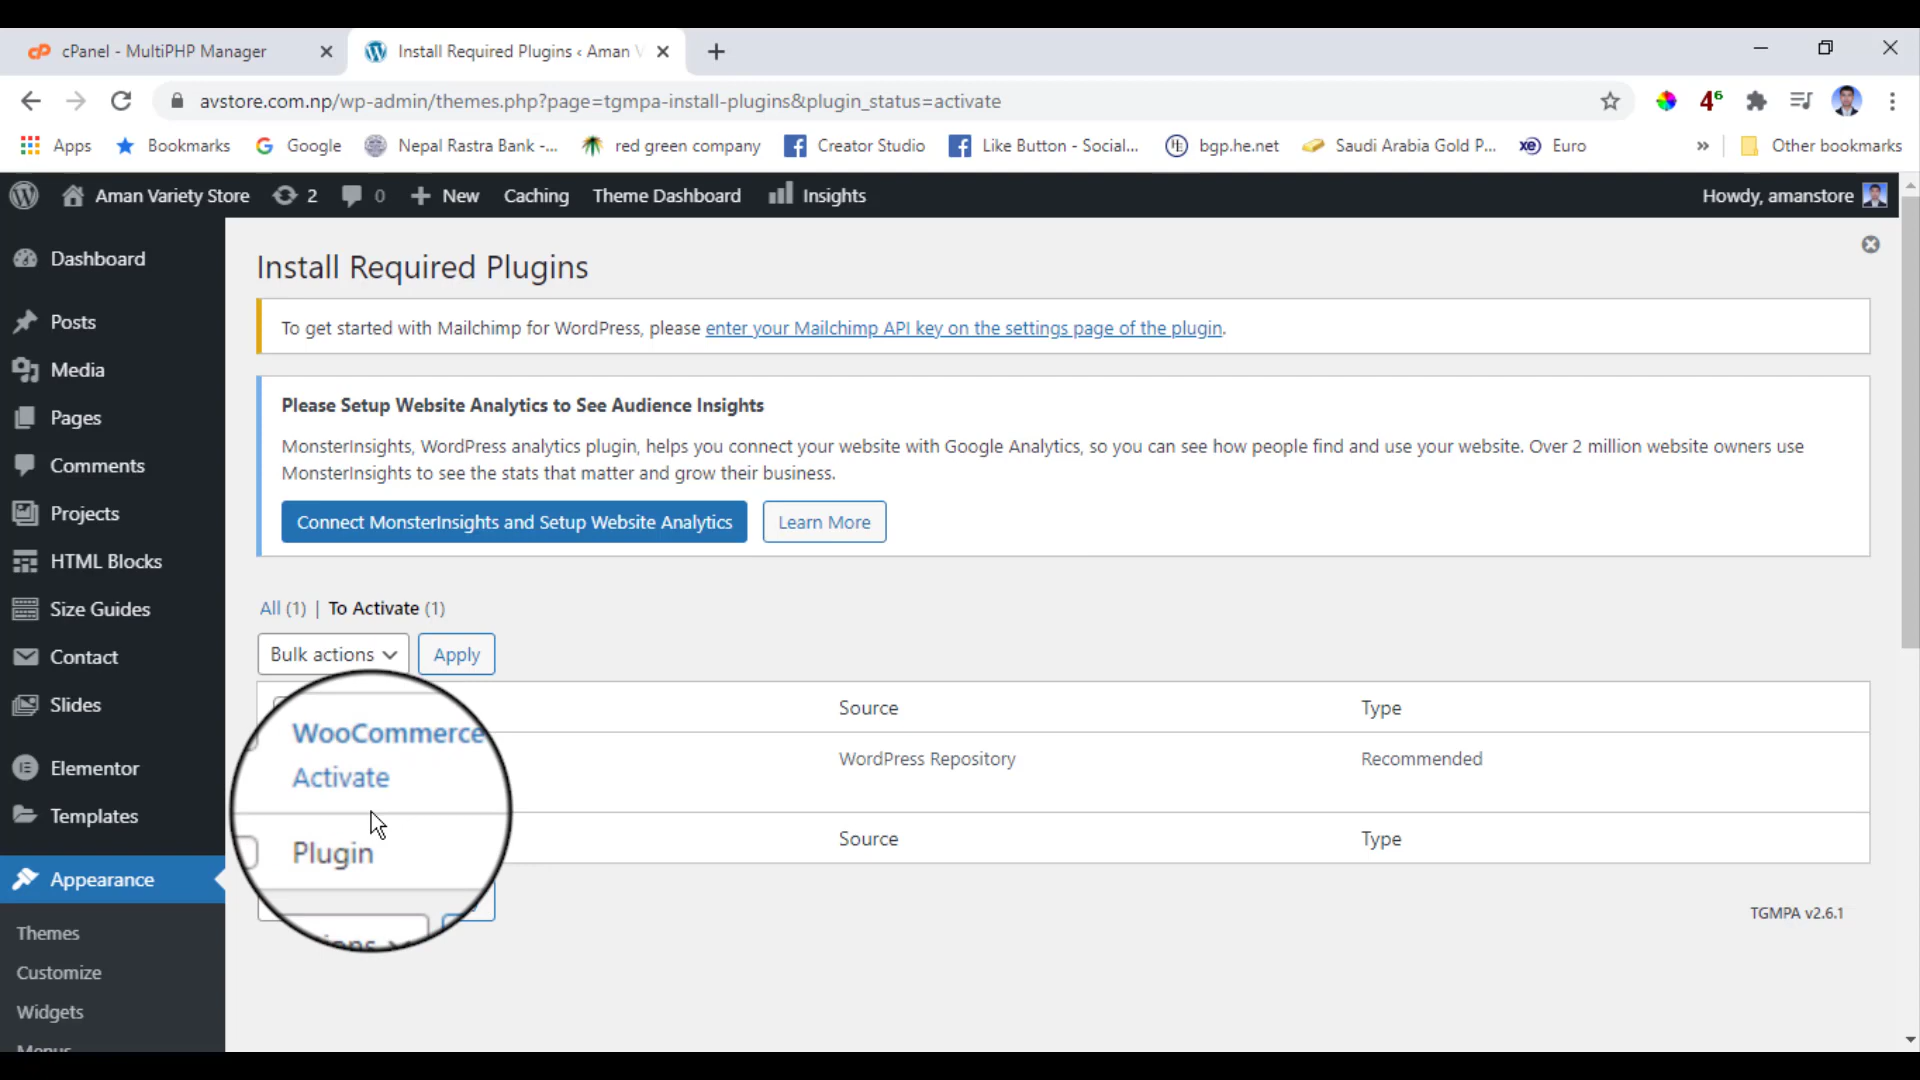 cPanel - MultiPHP Manager
Install Required Plugins ‹ Aman V
avstore.com.np/wp-admin/themes.php?page=tgmpa-install-plugins&plugin_status=activate
4⁶
Apps
Bookmarks
Google
Nepal Rastra Bank -...
red green company
Creator Studio
Like Button - Social...
bgp.he.net
Saudi Arabia Gold P...
xe Euro
»
Other bookmarks
Aman Variety Store
2
0
New
Caching
Theme Dashboard
Insights
Howdy, amanstore
Dashboard
Posts
Media
Pages
Comments
Projects
HTML Blocks
Size Guides
Contact
Slides
Elementor
Templates
Appearance
Themes
Customize
Widgets
Menus
Install Required Plugins
To get started with Mailchimp for WordPress, please enter your Mailchimp API key on the settings page of the plugin.
Please Setup Website Analytics to See Audience Insights
MonsterInsights, WordPress analytics plugin, helps you connect your website with Google Analytics, so you can see how people find and use your website. Over 2 million website owners use
MonsterInsights to see the stats that matter and grow their business.
Connect MonsterInsights and Setup Website Analytics
Learn More
All (1) | To Activate (1)
Bulk actions
Apply
Source
Type
WooCommerce
Activate
WordPress Repository
Recommended
Plugin
Source
Type
TGMPA v2.6.1